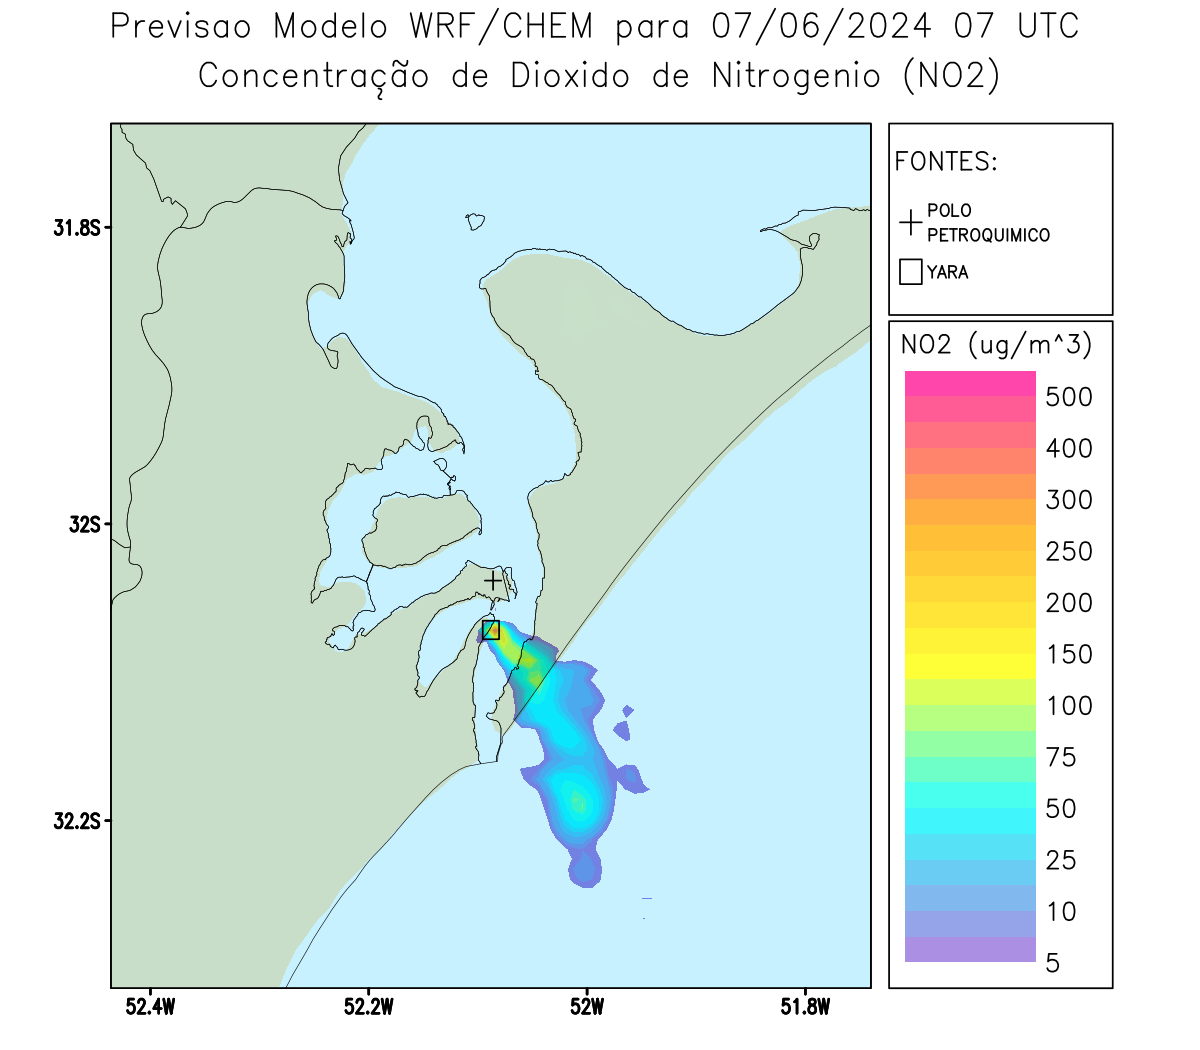 Previsao Modelo WRF/CHEM para 07/06/2024 07 UTC
Concentração de Dioxido de Nitrogenio (NO2)
FONTES:
POLO
PETROQUIMICO
YARA
NO2 (ug/m^3)
500
400
300
250
200
150
100
75
50
25
10
5
31.8S
32S
32.2S
52.4W
52.2W
52W
51.8W